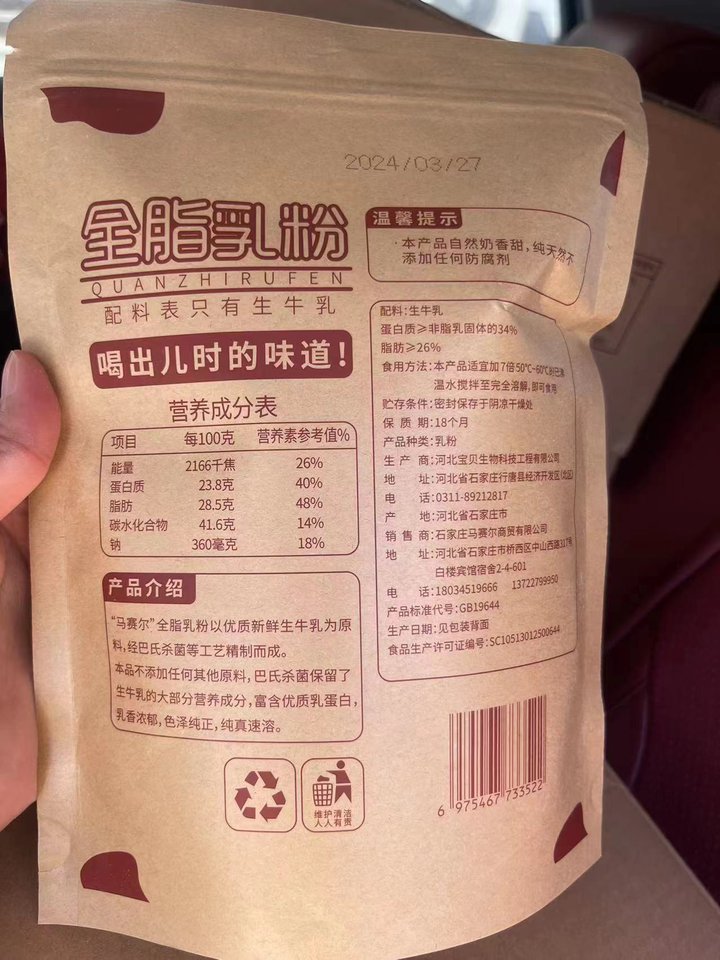 2024/03/27
全脂乳粉
QUANZHIRUFEN
配料表只有生牛乳
喝出儿时的味道!
营养成分表
项目 每100克 营养素参考值%
能量 2166千焦 26%
蛋白质 23.8克 40%
脂肪 28.5克 48%
碳水化合物 41.6克 14%
钠 360毫克 18%
产品介绍
“马赛尔”全脂乳粉以优质新鲜生牛乳为原
料,经巴氏杀菌等工艺精制而成。
本品不添加任何其他原料,巴氏杀菌保留了
生牛乳的大部分营养成分,富含优质乳蛋白,
乳香浓郁,色泽纯正,纯真速溶。
维护清洁
人人有责
温馨提示
·本产品自然奶香甜,纯天然不
添加任何防腐剂
配料:生牛乳
蛋白质≥非脂乳固体的34%
脂肪≥26%
食用方法:本产品适宜加7倍50℃~60℃
温水搅拌至完全溶解,即可食用
贮存条件:密封保存于阴凉干燥处
保质期:18个月
产品种类:乳粉
生产商:河北宝贝生物科技工程有限公司
地址:河北省石家庄行唐县经济开发区(北区)
电话:0311-89212817
产地:河北省石家庄市
销售商:石家庄马赛尔商贸有限公司
地址:河北省石家庄市桥西区中山西路
白楼宾馆宿舍2-4-601
电话:18034519666 13722799950
产品标准代号:GB19644
生产日期:见包装背面
食品生产许可证编号:SC10513012500644
6 975467 733522